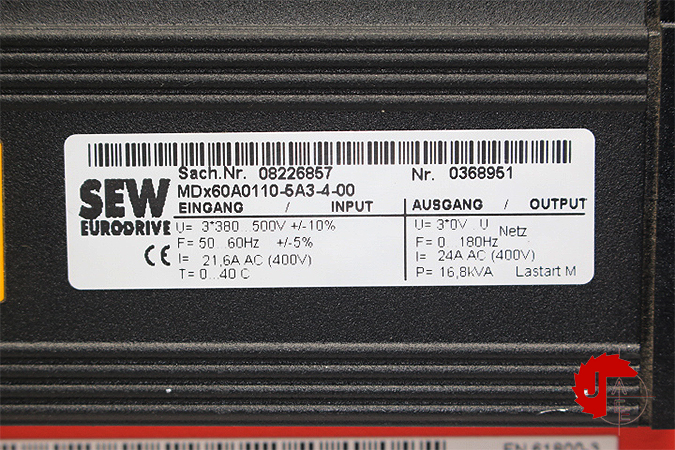 Sach.Nr. 08226857 Nr. 0368951
SEW
EURODRIVE
MDx60A0110-5A3-4-00
EINGANG / INPUT
U= 3*380...500V +/-10%
F= 50...60Hz +/-5%
I= 21,6A AC (400V)
T= 0...40 C
CE
AUSGANG / OUTPUT
U= 3*0V...U Netz
F= 0...180Hz
I= 24A AC (400V)
P= 16,8kVA Lastart M
J
EN 61800-3